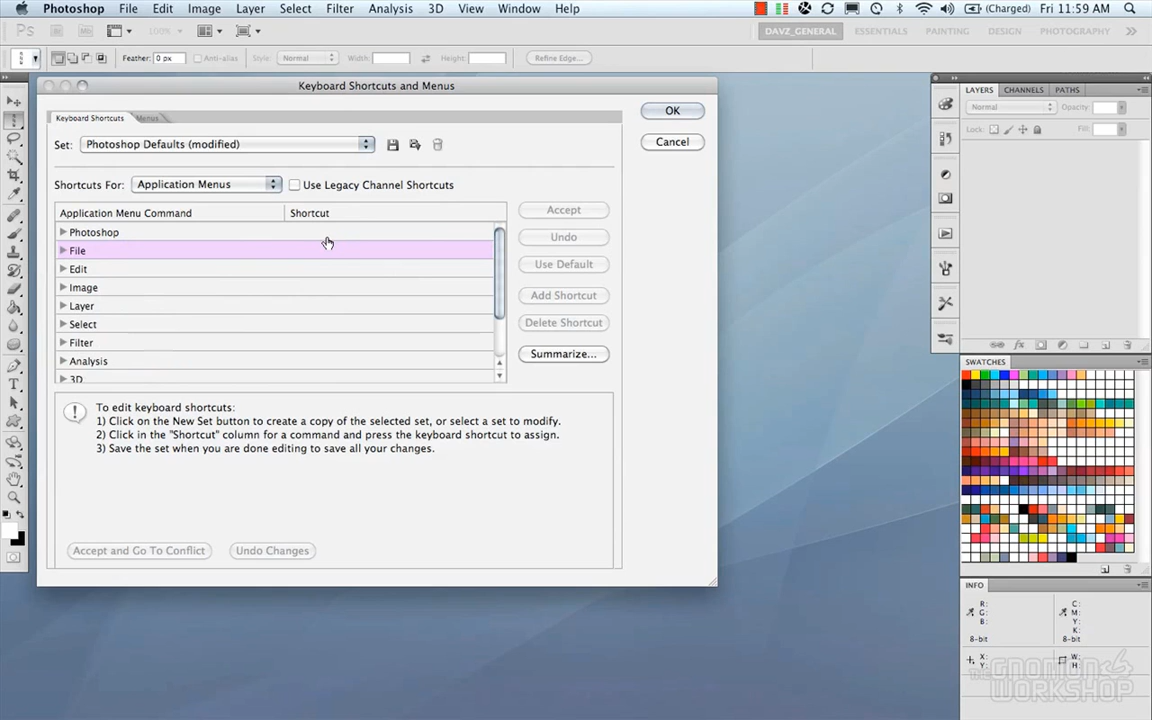 Photoshop File Edit Image Layer Select Filter Analysis 3D View Window Help (Charged) Fri 11:59 AM
Ps Br Mb 100% DAVZ_GENERAL ESSENTIALS PAINTING DESIGN PHOTOGRAPHY >>
Feather: 0 px Anti-alias Style: Normal Width: Height: Refine Edge...
Keyboard Shortcuts and Menus
Keyboard Shortcuts Menus
OK
Set: Photoshop Defaults (modified)
Cancel
Shortcuts For: Application Menus Use Legacy Channel Shortcuts
Application Menu Command Shortcut
Accept
Photoshop
Undo
File
Use Default
Edit
Image
Add Shortcut
Layer
Select
Delete Shortcut
Filter
Summarize...
Analysis
3D
To edit keyboard shortcuts:
1) Click on the New Set button to create a copy of the selected set, or select a set to modify.
2) Click in the "Shortcut" column for a command and press the keyboard shortcut to assign.
3) Save the set when you are done editing to save all your changes.
Accept and Go To Conflict Undo Changes
LAYERS CHANNELS PATHS
Normal Opacity:
Lock: Fill:
fx
SWATCHES
INFO
R: C:
G: M:
B: Y:
K:
8-bit 8-bit
X: W:
Y: H:
THE GNOMON
WORKSHOP